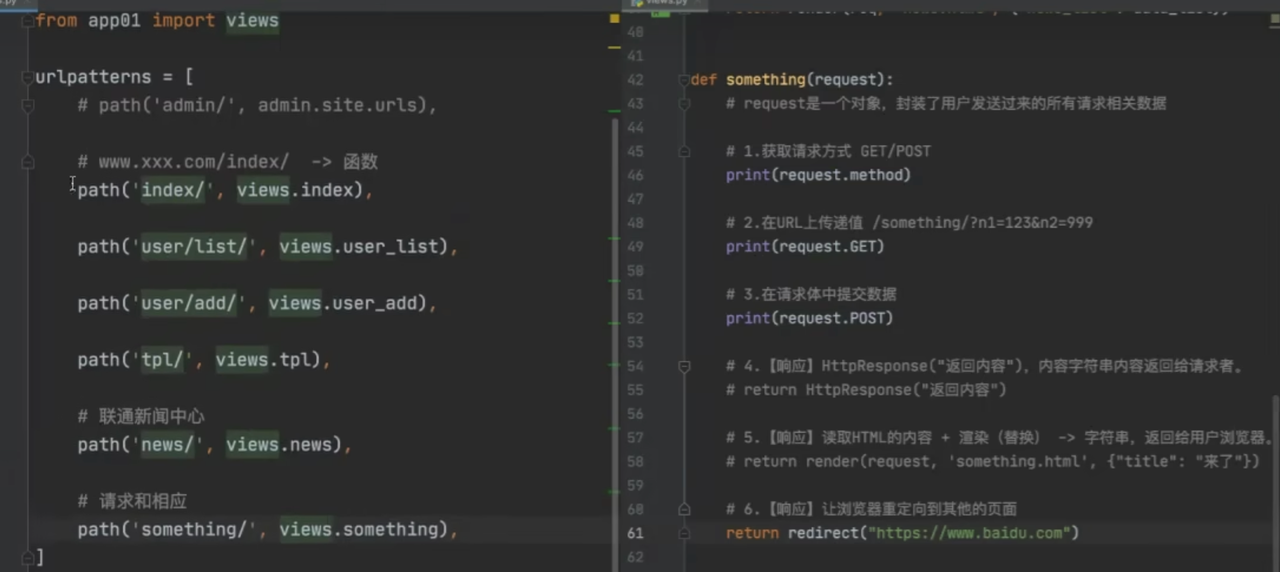 from app01 import views
urlpatterns = [
# path('admin/', admin.site.urls),
# www.xxx.com/index/ -> 函数
path('index/', views.index),
path('user/list/', views.user_list),
path('user/add/', views.user_add),
path('tpl/', views.tpl),
# 联通新闻中心
path('news/', views.news),
# 请求和相应
path('something/', views.something),
]
views.py
40
41
42 def something(request):
43 # request是一个对象，封装了用户发送过来的所有请求相关数据
44
45 # 1.获取请求方式 GET/POST
46 print(request.method)
47
48 # 2.在URL上传递值 /something/?n1=123&n2=999
49 print(request.GET)
50
51 # 3.在请求体中提交数据
52 print(request.POST)
53
54 # 4.【响应】HttpResponse("返回内容")，内容字符串内容返回给请求者。
55 # return HttpResponse("返回内容")
56
57 # 5.【响应】读取HTML的内容 + 渲染（替换） -> 字符串，返回给用户浏览器。
58 # return render(request, 'something.html', {"title": "来了"})
59
60 # 6.【响应】让浏览器重定向到其他的页面
61 return redirect("https://www.baidu.com")
62